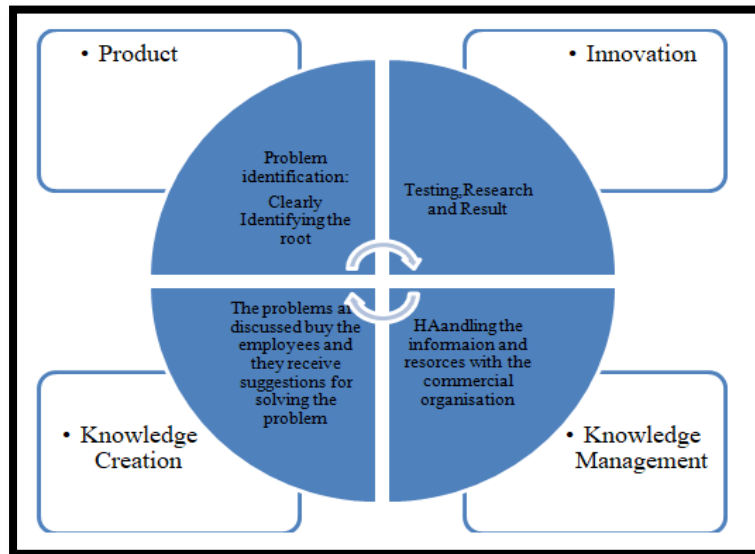 • Product
• Innovation
Problem
identification:
Clearly
Identifying the
root
Testing,Research
and Result
The problems ar
discussed buy the
employees and
they receive
suggestions for
solving the
problem
HAandling the
informaion and
resorces with the
commercial
organisation
• Knowledge
Creation
• Knowledge
Management